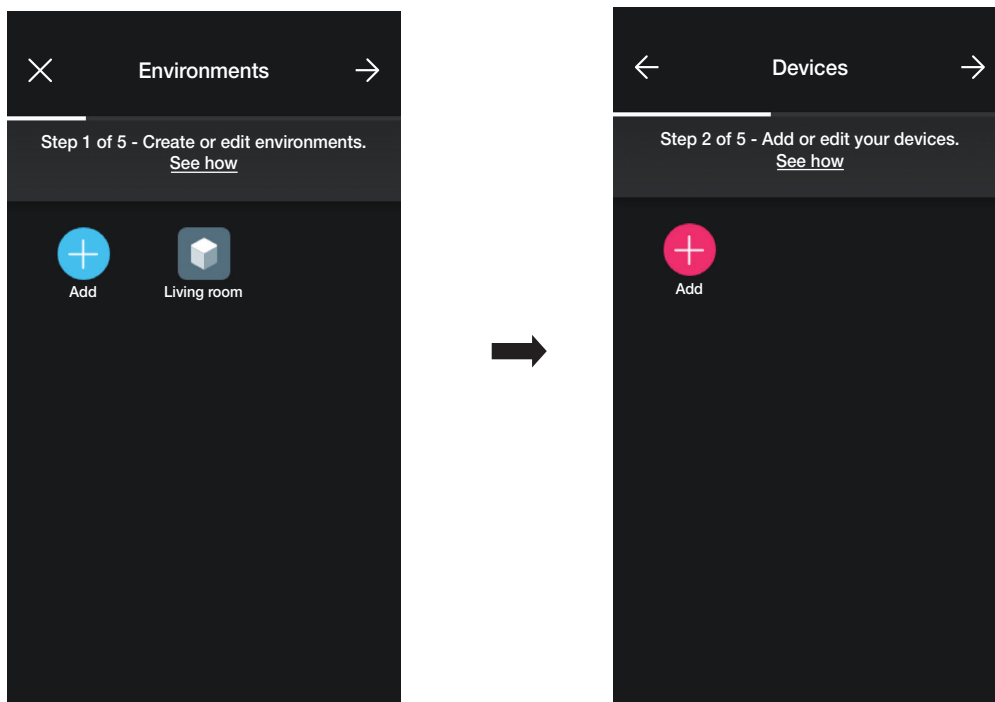 Environments
Step 1 of 5 - Create or edit environments.
See how
Add
Living room
Devices
Step 2 of 5 - Add or edit your devices.
See how
Add